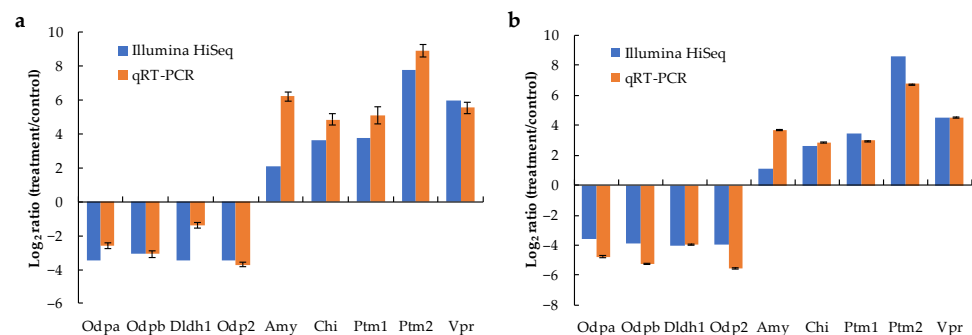 a
Log2 ratio (treatment/control)
10
8
6
4
2
0
−2
−4
−6
Illumina HiSeq
qRT-PCR
Odpa Odpb Dldh1 Odp2 Amy Chi Ptm1 Ptm2 Vpr
b
Log2 ratio (treatment/control)
10
8
6
4
2
0
−2
−4
−6
−8
Illumina HiSeq
qRT-PCR
Odpa Odpb Dldh1 Odp2 Amy Chi Ptm1 Ptm2 Vpr